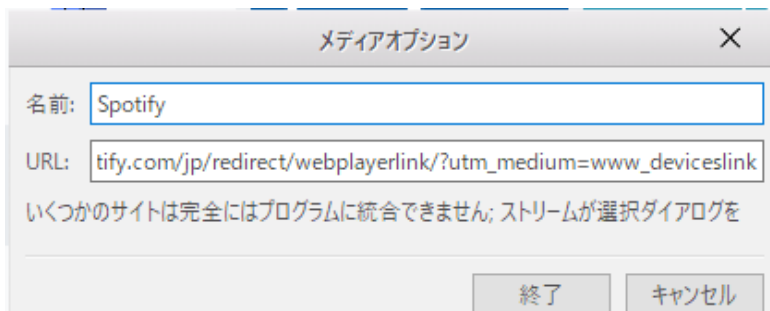 メディアオプション
名前: Spotify
URL: tify.com/jp/redirect/webplayerlink/?utm_medium=www_deviceslink
いくつかのサイトは完全にはプログラムに統合できません; ストリームが選択ダイアログを
終了 キャンセル